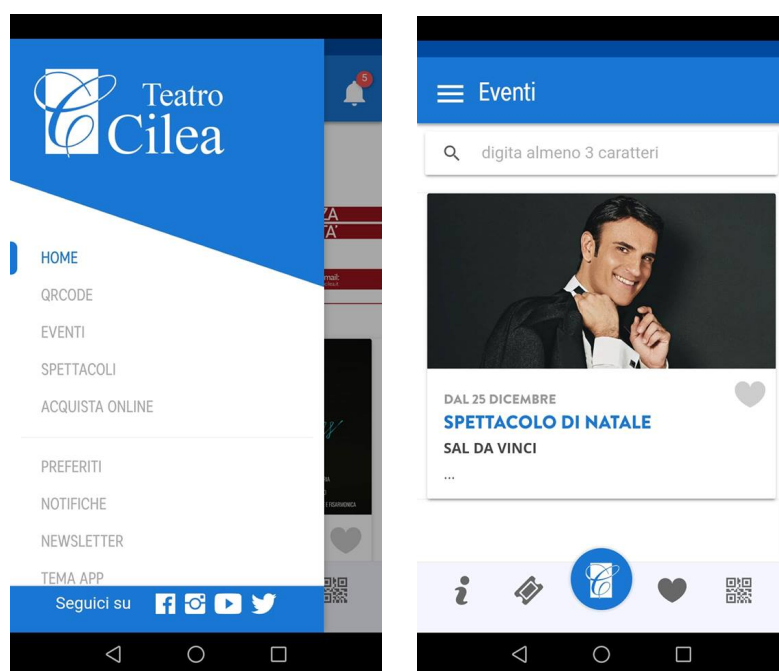 Teatro
Cilea
5
HOME
QRCODE
EVENTI
SPETTACOLI
ACQUISTA ONLINE
PREFERITI
NOTIFICHE
NEWSLETTER
TEMA APP
Seguici su
Eventi
digita almeno 3 caratteri
DAL 25 DICEMBRE
SPETTACOLO DI NATALE
SAL DA VINCI
...